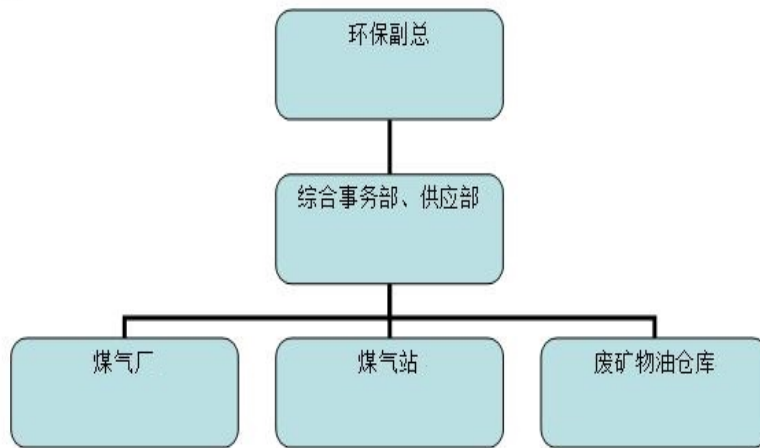 环保副总
综合事务部、供应部
煤气厂
煤气站
废矿物油仓库